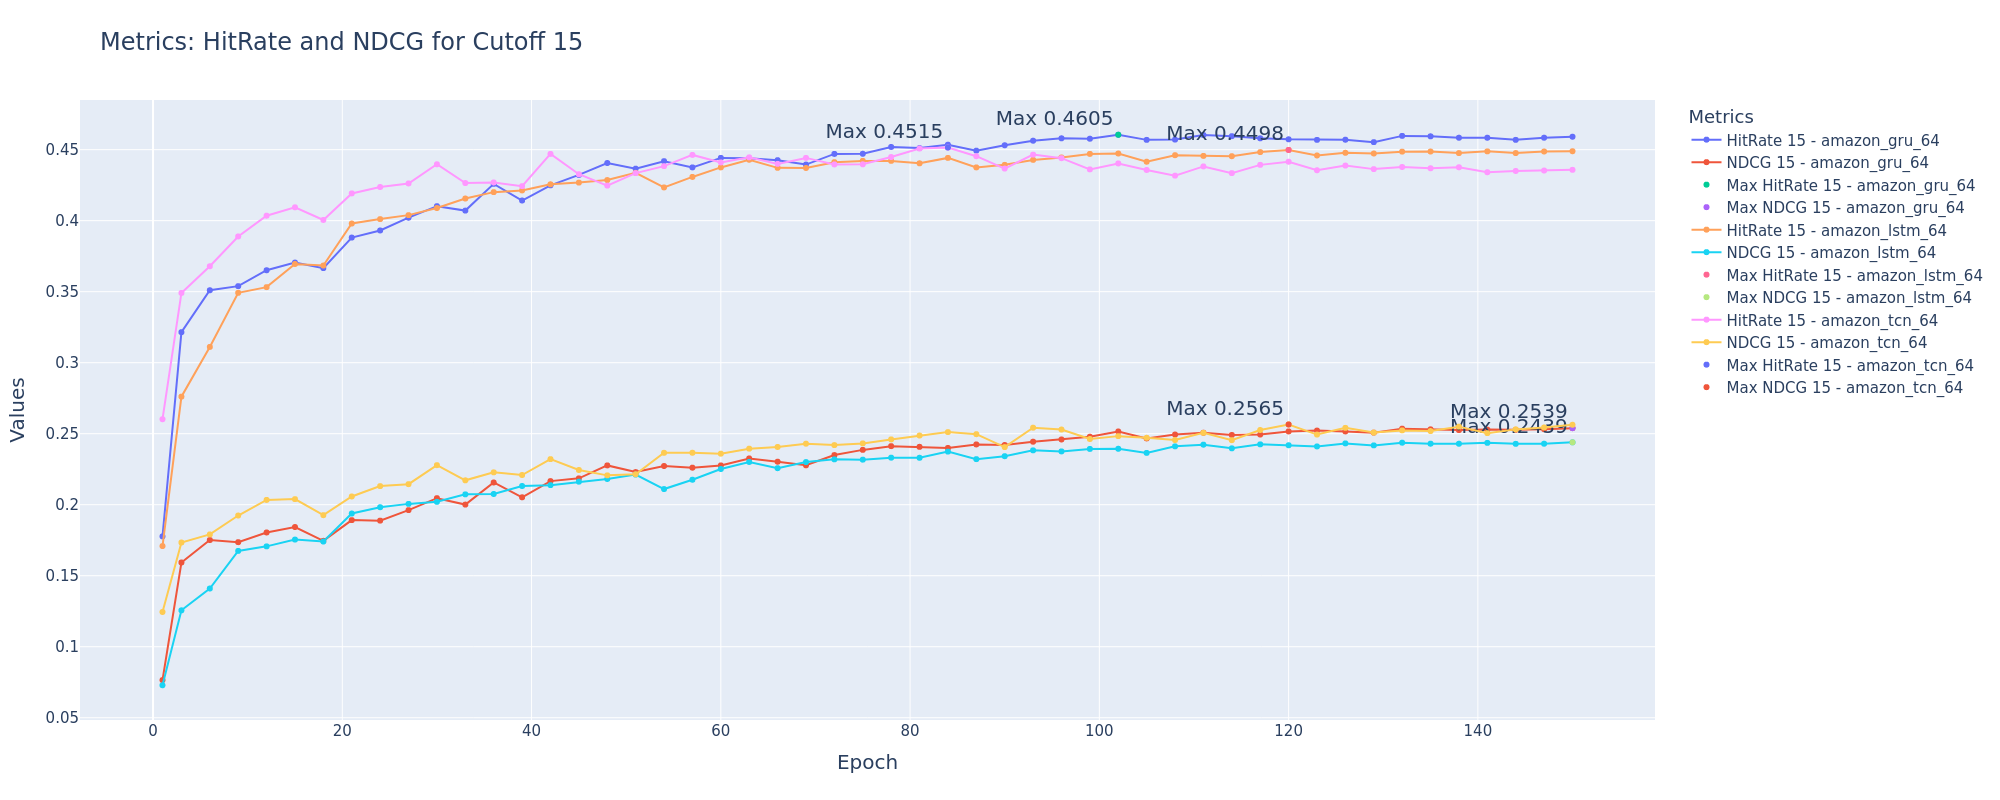 Metrics: HitRate and NDCG for Cutoff 15
Max 0.4515
Max 0.4605
Max 0.4498
Max 0.2565
Max 0.2539
Max 0.2439
0.45
0.4
0.35
0.3
0.25
0.2
0.15
0.1
0.05
Values
0 20 40 60 80 100 120 140
Epoch
Metrics
HitRate 15 - amazon_gru_64
NDCG 15 - amazon_gru_64
Max HitRate 15 - amazon_gru_64
Max NDCG 15 - amazon_gru_64
HitRate 15 - amazon_lstm_64
NDCG 15 - amazon_lstm_64
Max HitRate 15 - amazon_lstm_64
Max NDCG 15 - amazon_lstm_64
HitRate 15 - amazon_tcn_64
NDCG 15 - amazon_tcn_64
Max HitRate 15 - amazon_tcn_64
Max NDCG 15 - amazon_tcn_64